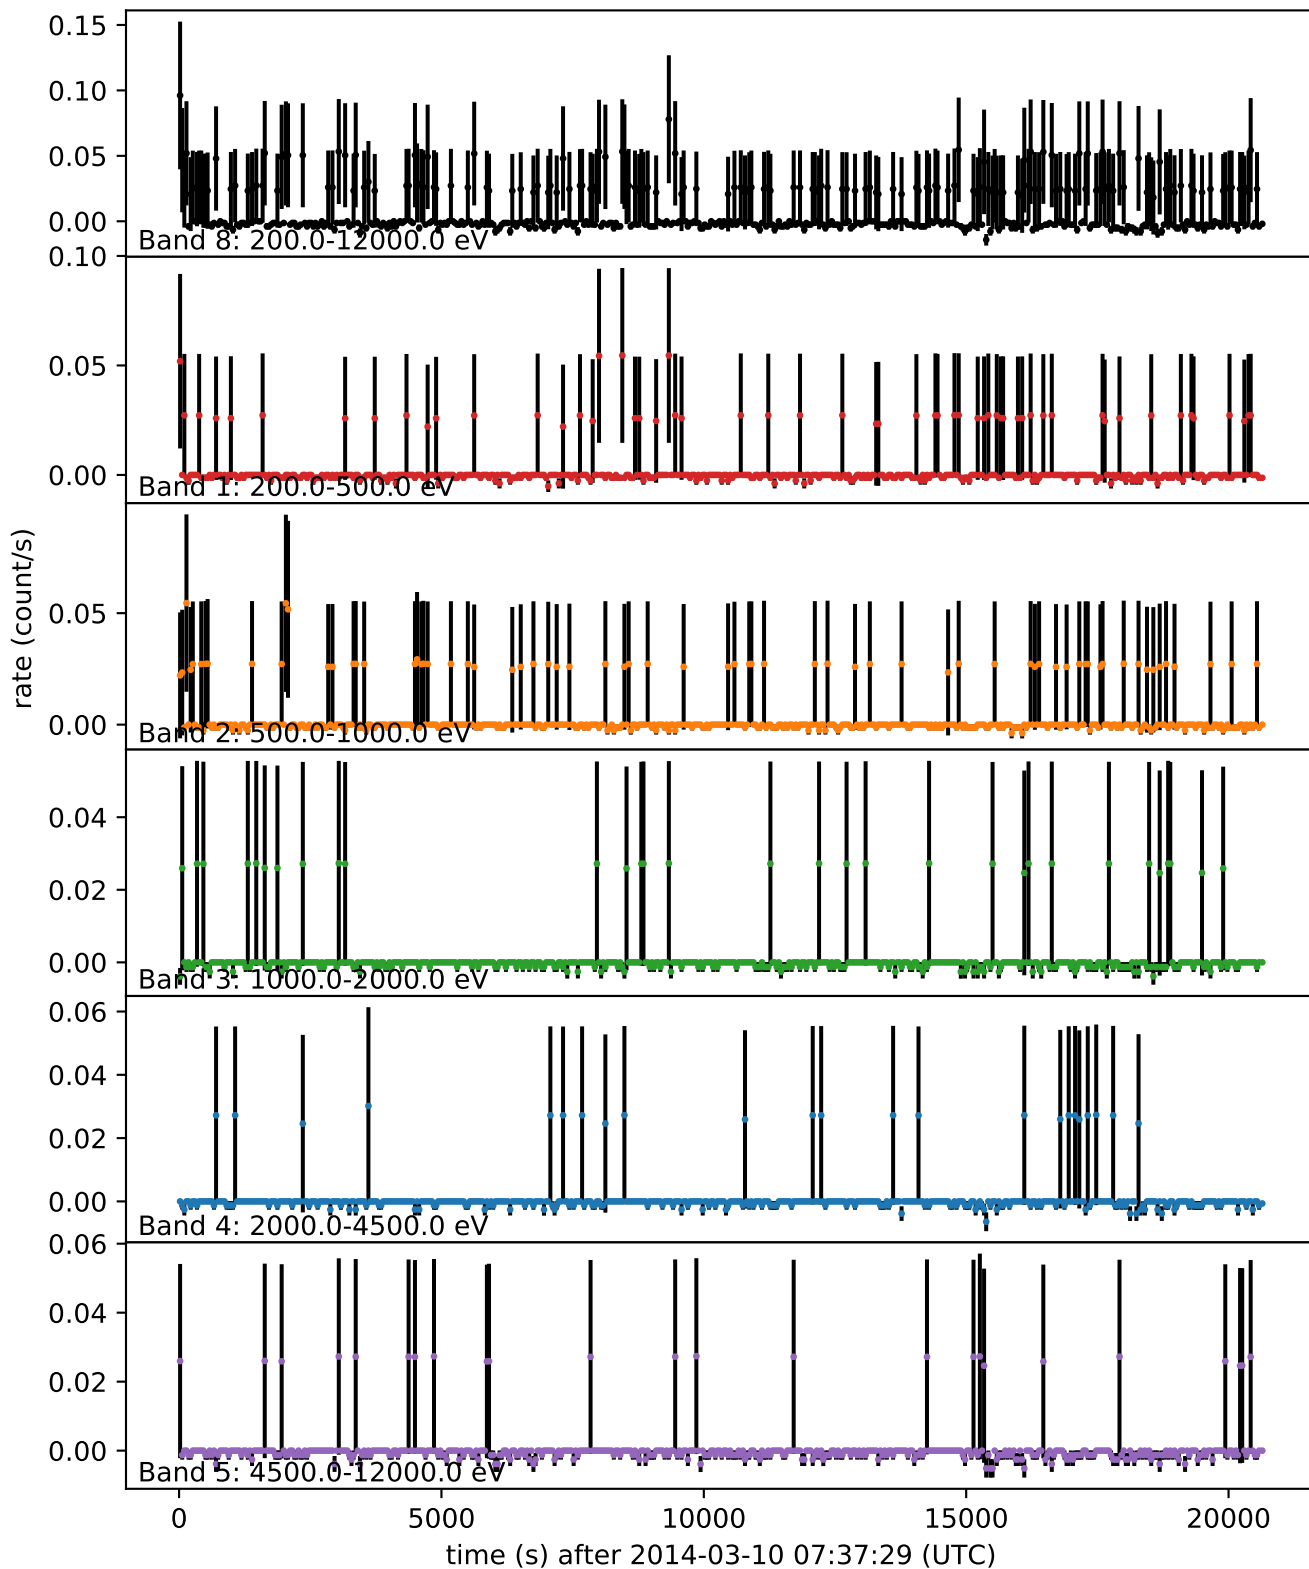 0.15
0.10
0.05
0.00
Band 8: 200.0-12000.0 eV
0.10
0.05
0.00
Band 1: 200.0-500.0 eV
0.05
0.00
Band 2: 500.0-1000.0 eV
rate (count/s)
0.04
0.02
0.00
Band 3: 1000.0-2000.0 eV
0.06
0.04
0.02
0.00
Band 4: 2000.0-4500.0 eV
0.06
0.04
0.02
0.00
Band 5: 4500.0-12000.0 eV
0 5000 10000 15000 20000
time (s) after 2014-03-10 07:37:29 (UTC)